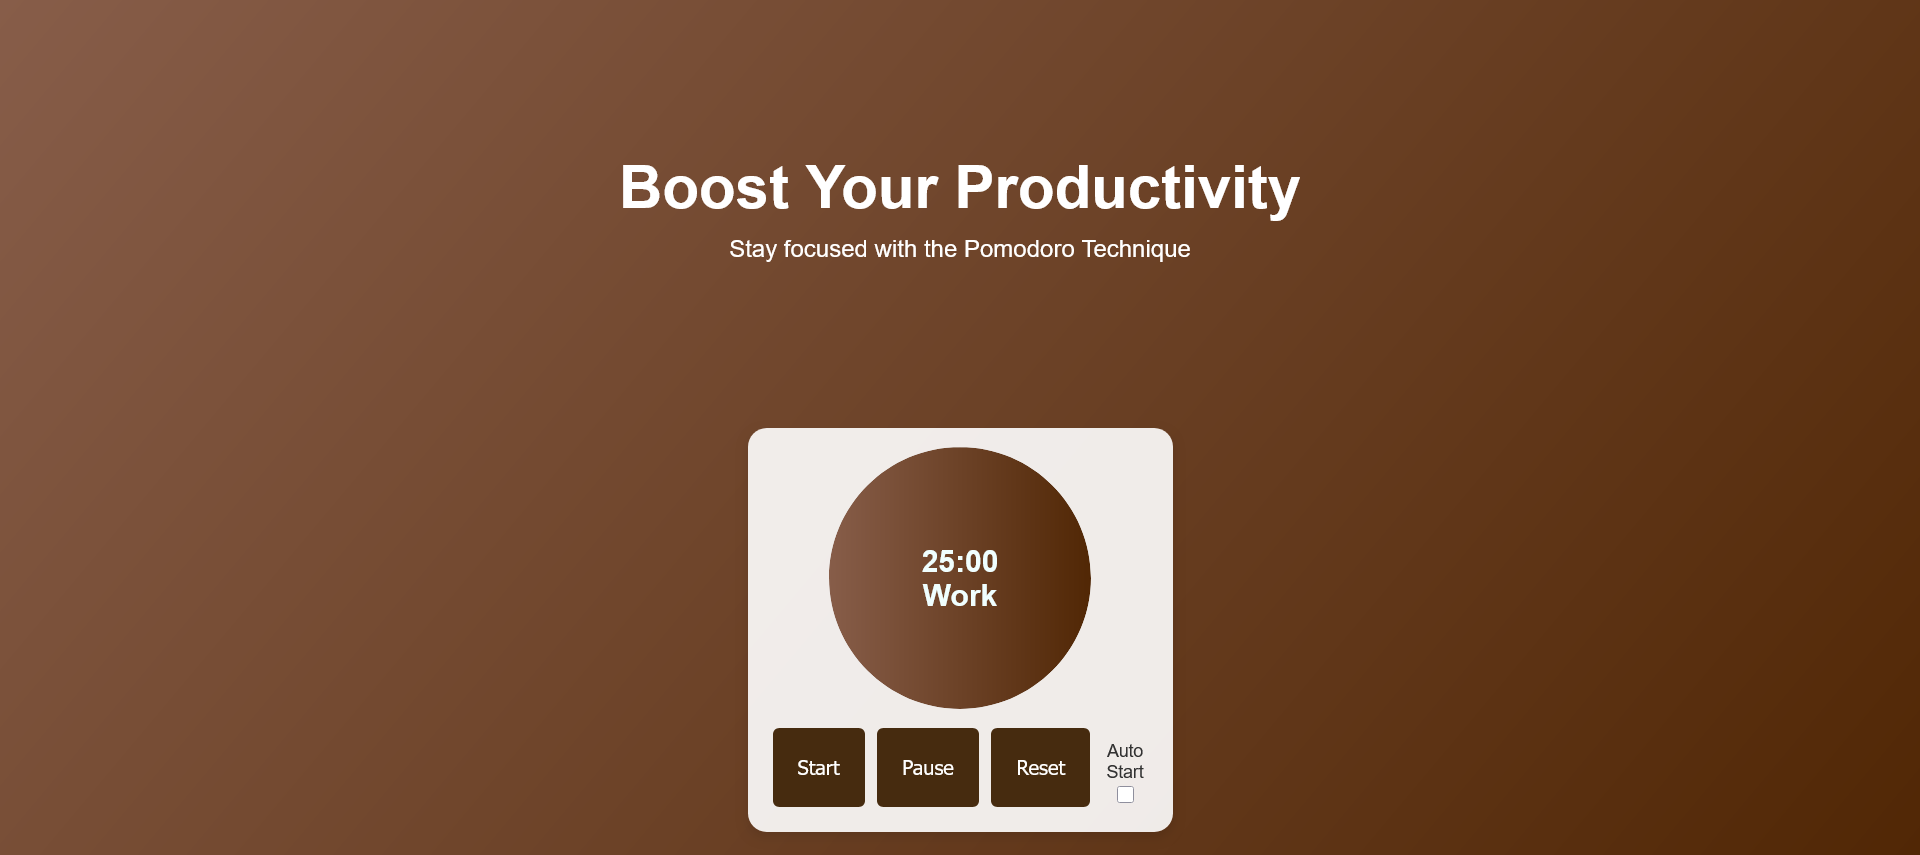 Boost Your Productivity
Stay focused with the Pomodoro Technique
25:00
Work
Start
Pause
Reset
Auto
Start